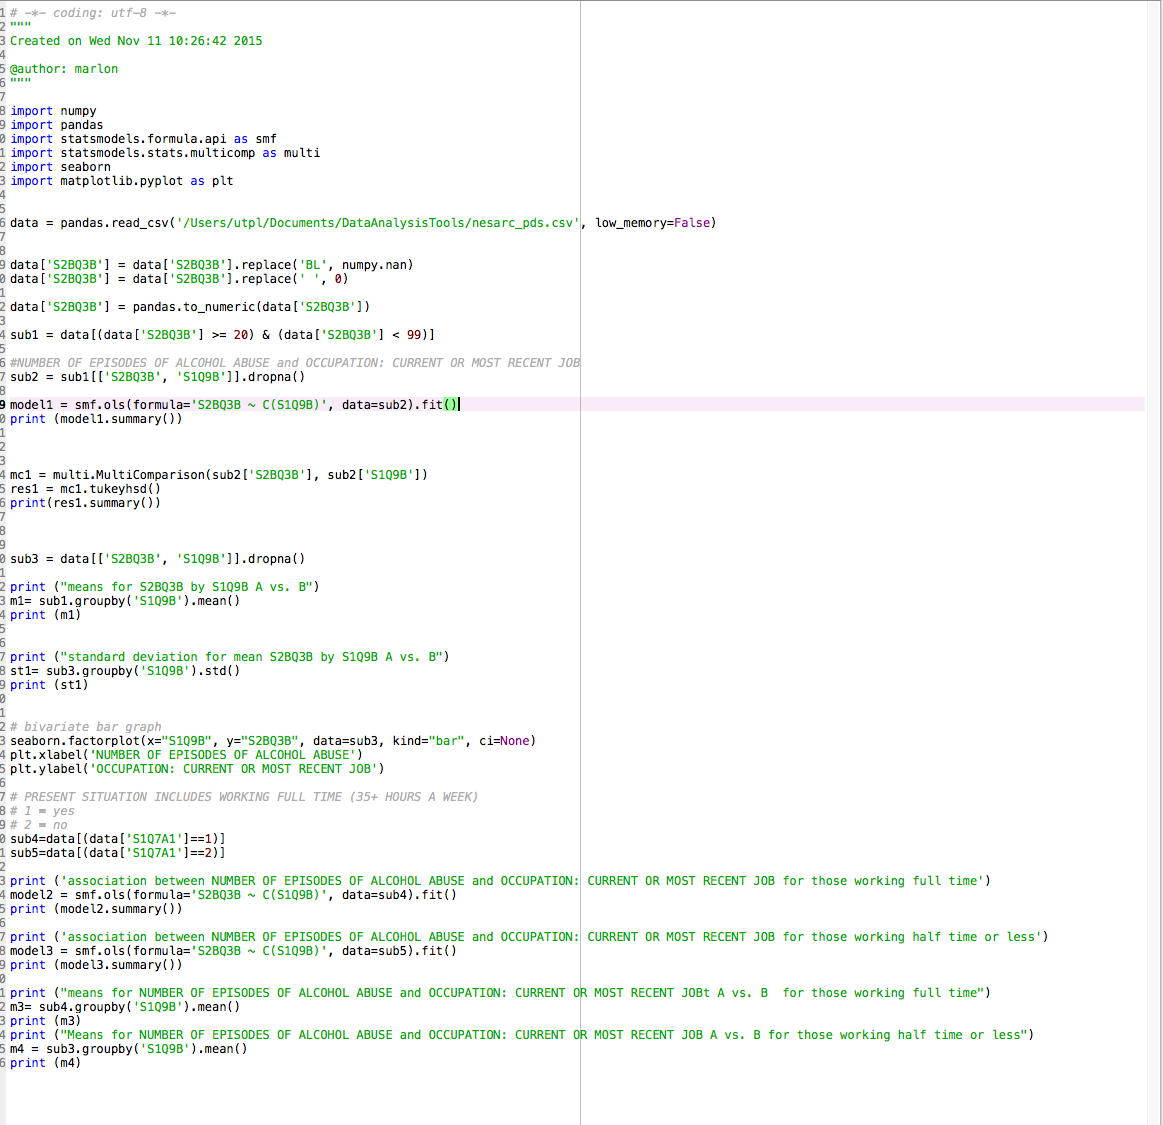 1 # -*- coding: utf-8 -*-
2 """
3 Created on Wed Nov 11 10:26:42 2015
4
5 @author: marlon
6 """
7
8 import numpy
9 import pandas
0 import statsmodels.formula.api as smf
1 import statsmodels.stats.multicomp as multi
2 import seaborn
3 import matplotlib.pyplot as plt
4
5
6 data = pandas.read_csv('/Users/utpl/Documents/DataAnalysisTools/nesarc_pds.csv', low_memory=False)
7
8
9 data['S2BQ3B'] = data['S2BQ3B'].replace('BL', numpy.nan)
0 data['S2BQ3B'] = data['S2BQ3B'].replace(' ', 0)
1
2 data['S2BQ3B'] = pandas.to_numeric(data['S2BQ3B'])
3
4 sub1 = data[(data['S2BQ3B'] >= 20) & (data['S2BQ3B'] < 99)]
5
6 #NUMBER OF EPISODES OF ALCOHOL ABUSE and OCCUPATION: CURRENT OR MOST RECENT JOB
7 sub2 = sub1[['S2BQ3B', 'S1Q9B']].dropna()
8
9 model1 = smf.ols(formula='S2BQ3B ~ C(S1Q9B)', data=sub2).fit()
0 print (model1.summary())
1
2
3
4 mc1 = multi.MultiComparison(sub2['S2BQ3B'], sub2['S1Q9B'])
5 res1 = mc1.tukeyhsd()
6 print(res1.summary())
7
8
9
0 sub3 = data[['S2BQ3B', 'S1Q9B']].dropna()
1
2 print ("means for S2BQ3B by S1Q9B A vs. B")
3 m1= sub1.groupby('S1Q9B').mean()
4 print (m1)
5
6
7 print ("standard deviation for mean S2BQ3B by S1Q9B A vs. B")
8 st1= sub3.groupby('S1Q9B').std()
9 print (st1)
0
1
2 # bivariate bar graph
3 seaborn.factorplot(x="S1Q9B", y="S2BQ3B", data=sub3, kind="bar", ci=None)
4 plt.xlabel('NUMBER OF EPISODES OF ALCOHOL ABUSE')
5 plt.ylabel('OCCUPATION: CURRENT OR MOST RECENT JOB')
6
7 # PRESENT SITUATION INCLUDES WORKING FULL TIME (35+ HOURS A WEEK)
8 # 1 = yes
9 # 2 = no
0 sub4=data[(data['S1Q7A1']==1)]
1 sub5=data[(data['S1Q7A1']==2)]
2
3 print ('association between NUMBER OF EPISODES OF ALCOHOL ABUSE and OCCUPATION: CURRENT OR MOST RECENT JOB for those working full time')
4 model2 = smf.ols(formula='S2BQ3B ~ C(S1Q9B)', data=sub4).fit()
5 print (model2.summary())
6
7 print ('association between NUMBER OF EPISODES OF ALCOHOL ABUSE and OCCUPATION: CURRENT OR MOST RECENT JOB for those working half time or less')
8 model3 = smf.ols(formula='S2BQ3B ~ C(S1Q9B)', data=sub5).fit()
9 print (model3.summary())
0
1 print ("means for NUMBER OF EPISODES OF ALCOHOL ABUSE and OCCUPATION: CURRENT OR MOST RECENT JOBt A vs. B  for those working full time")
2 m3= sub4.groupby('S1Q9B').mean()
3 print (m3)
4 print ("Means for NUMBER OF EPISODES OF ALCOHOL ABUSE and OCCUPATION: CURRENT OR MOST RECENT JOB A vs. B for those working half time or less")
5 m4 = sub3.groupby('S1Q9B').mean()
6 print (m4)